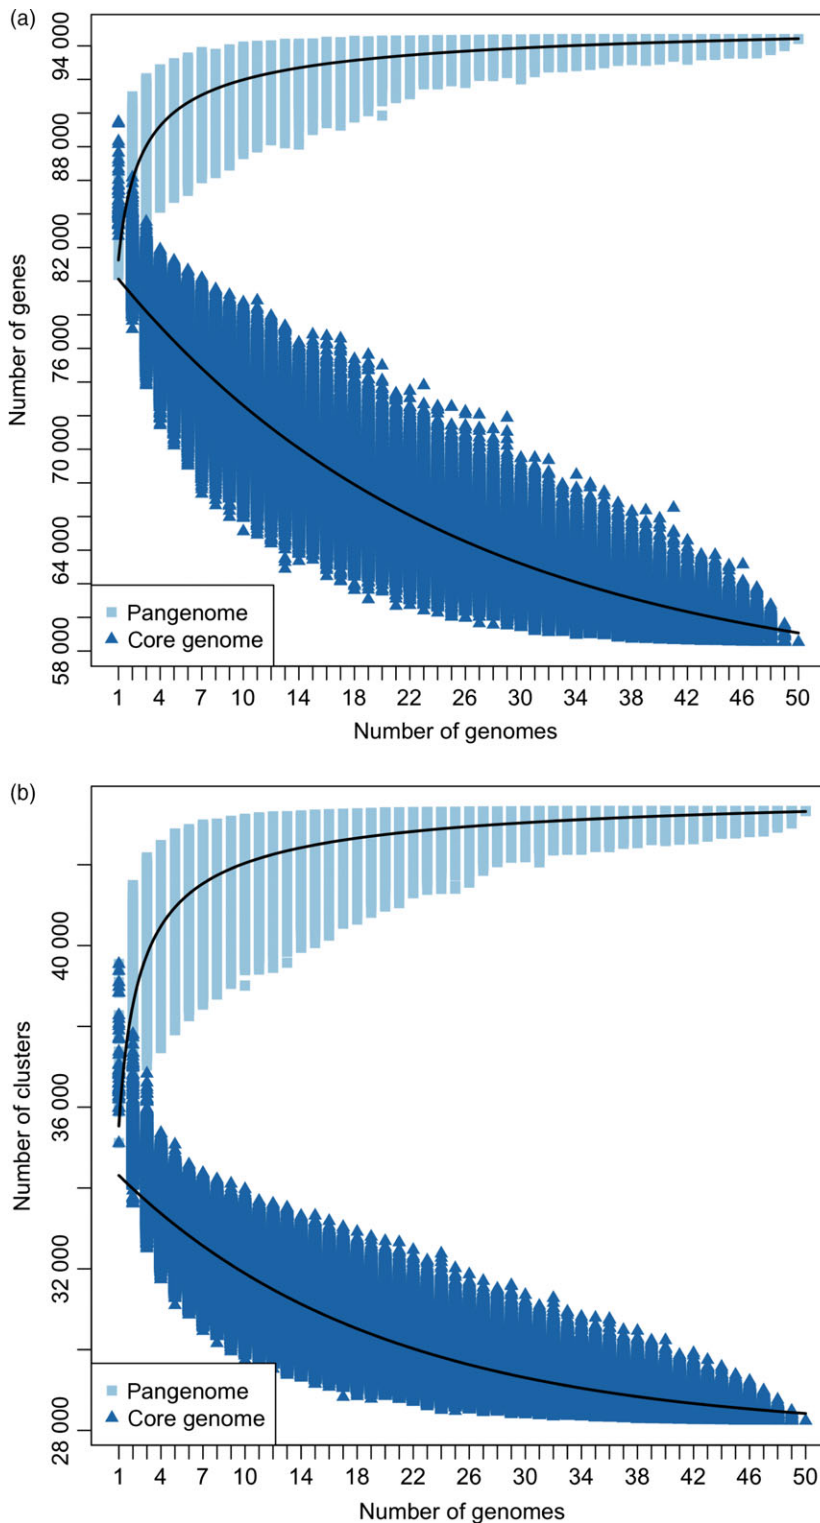 (a)
Number of genes
94 000
88 000
82 000
76 000
70 000
64 000
58 000
Pangenome
Core genome
1 4 7 10 14 18 22 26 30 34 38 42 46 50
Number of genomes
(b)
Number of clusters
40 000
36 000
32 000
28 000
Pangenome
Core genome
1 4 7 10 14 18 22 26 30 34 38 42 46 50
Number of genomes